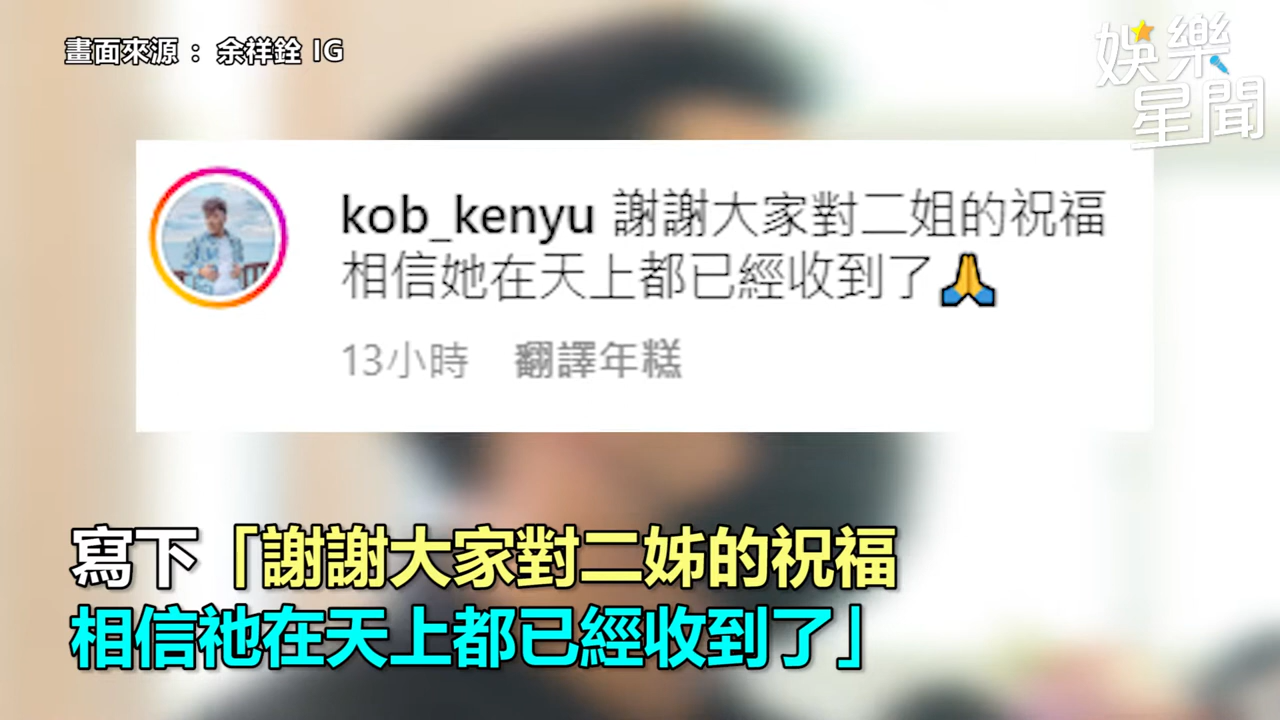 畫面來源：余祥銓 IG
娛樂
星聞
kob_kenyu 謝謝大家對二姐的祝福
相信她在天上都已經收到了🙏
13小時 翻譯年糕
寫下「謝謝大家對二姊的祝福
相信祂在天上都已經收到了」